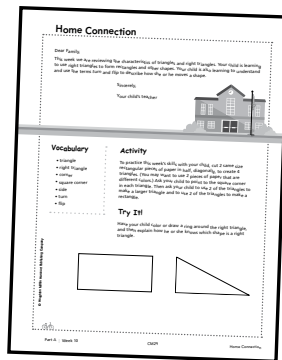 Home Connection
Dear Family,
This week we are reviewing the characteristics of triangles and right triangles. Your child is learning
to use right triangles to form rectangles and other shapes. Your child is also learning to understand
and use the terms turn and flip to describe how he or she moves a shape.
Sincerely,
Your child's teacher
Vocabulary
• triangle
• right triangle
• corner
• square corner
• side
• turn
• flip
Activity
To practice this week's skills with your child, cut 2 same size
rectangular pieces of paper in half, diagonally, to create 4
triangles. (You may want to use 2 pieces of paper that are
different colors.) Ask your child to point to the square corner
in each triangle. Then ask your child to use 2 of the triangles to
make a larger triangle and to use 2 of the triangles to make a
rectangle.
Try It!
Have your child color or draw a ring around the right triangle,
and then explain how he or she knows which shape is a right
triangle.
Part A
Week
Home Connection